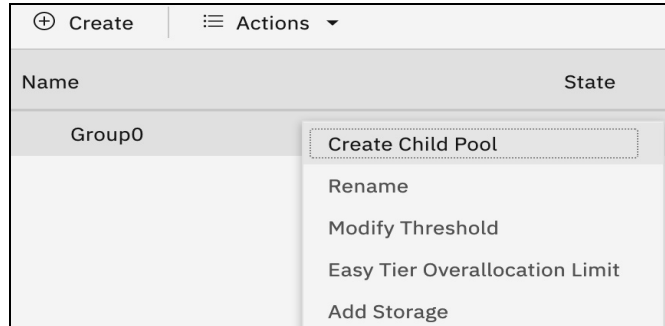 Create Actions
Name State
Group0 Create Child Pool
Rename
Modify Threshold
Easy Tier Overallocation Limit
Add Storage